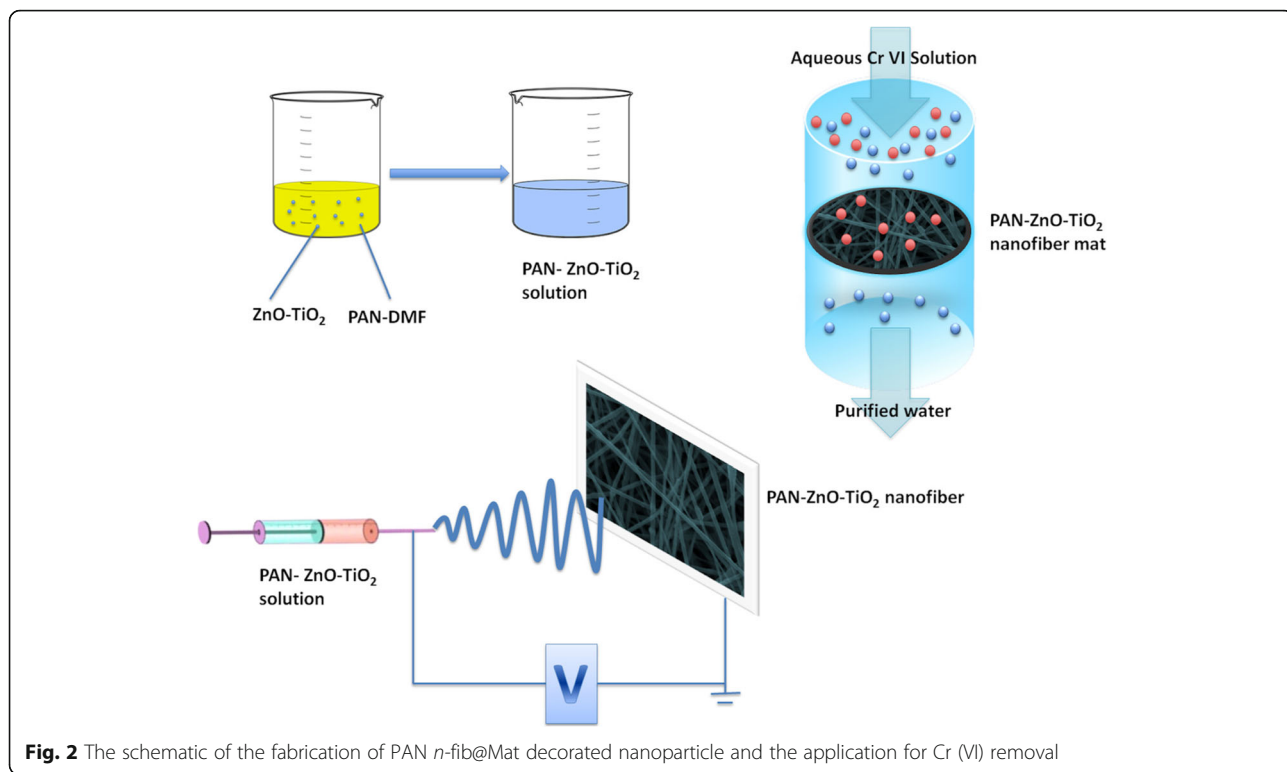 Aqueous Cr VI Solution
PAN-ZnO-TiO₂
nanofiber mat
PAN- ZnO-TiO₂
solution
ZnO-TiO₂
PAN-DMF
Purified water
PAN-ZnO-TiO₂ nanofiber
PAN- ZnO-TiO₂
solution
V
Fig. 2 The schematic of the fabrication of PAN n-fib@Mat decorated nanoparticle and the application for Cr (VI) removal